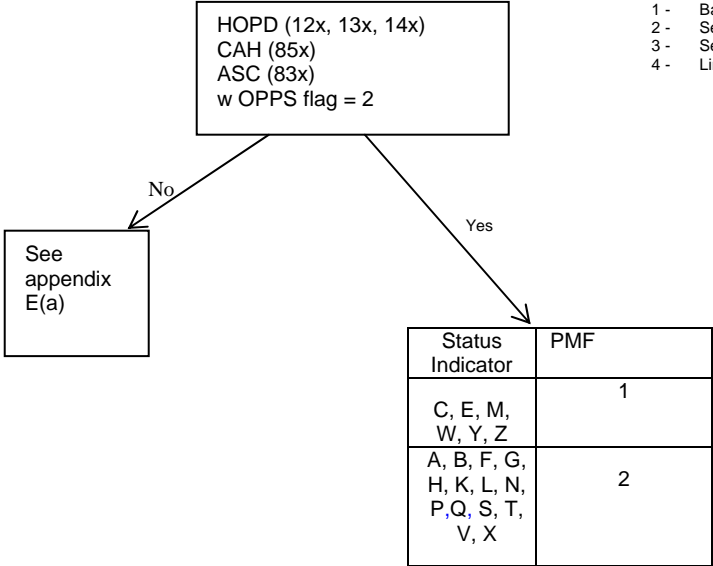 HOPD (12x, 13x, 14x)
CAH (85x)
ASC (83x)
w OPPS flag = 2
1 -
2 -
3 -
4 -
No
Yes
See
appendix
E(a)
Status
Indicator
PMF
C, E, M,
W, Y, Z
1
A, B, F, G,
H, K, L, N,
P,Q, S, T,
V, X
2